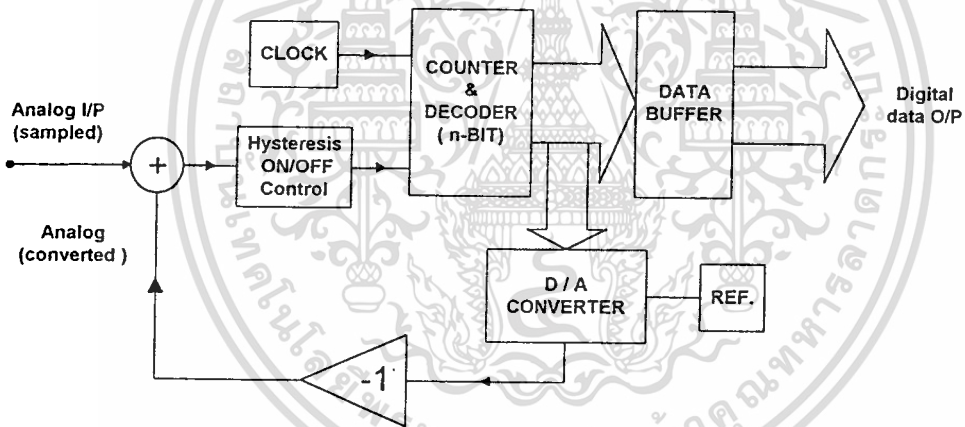 CLOCK
COUNTER
&
DECODER
( n-BIT)
DATA
BUFFER
Digital
data O/P
Analog I/P
(sampled)
+
Hysteresis
ON/OFF
Control
Analog
(converted )
D / A
CONVERTER
REF.
-1